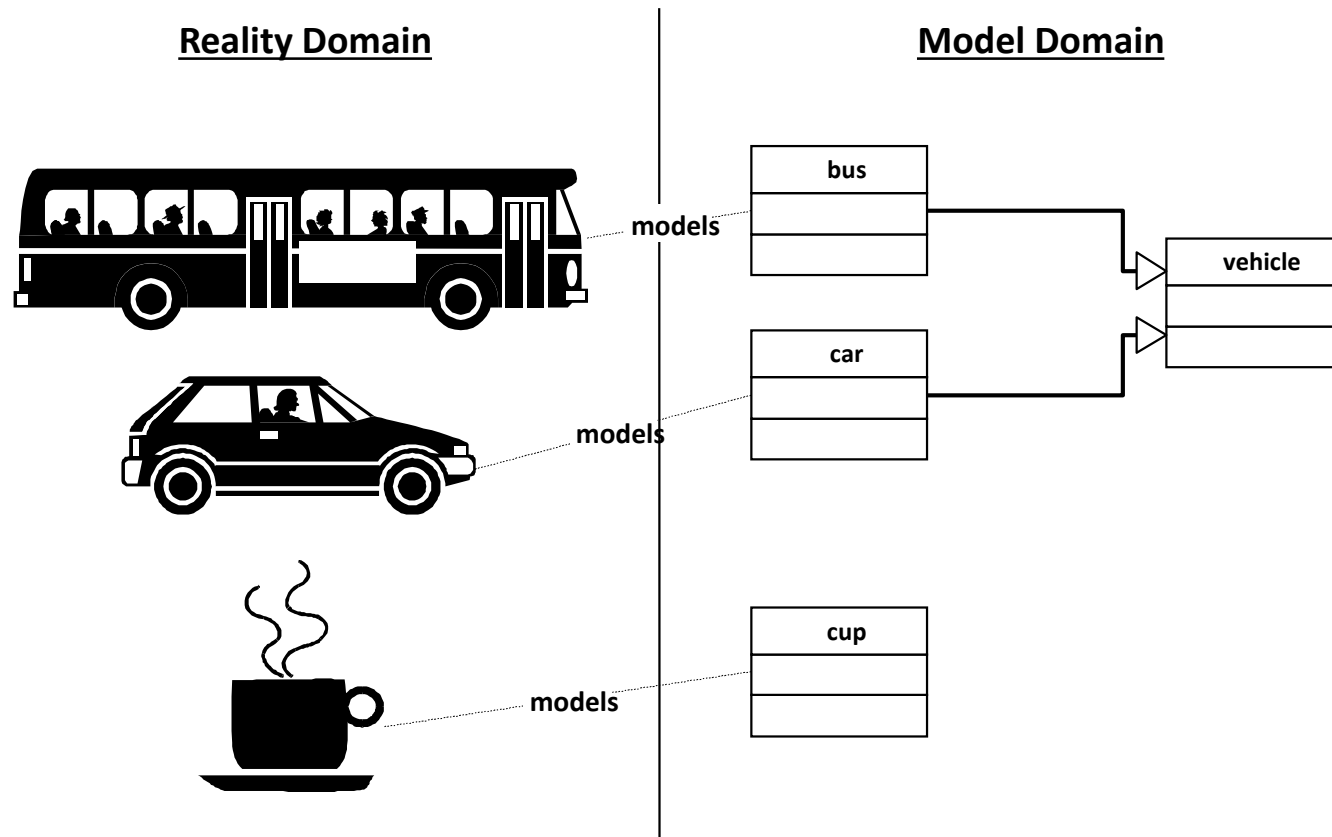 Reality Domain
Model Domain
bus
models
vehicle
car
models
cup
models